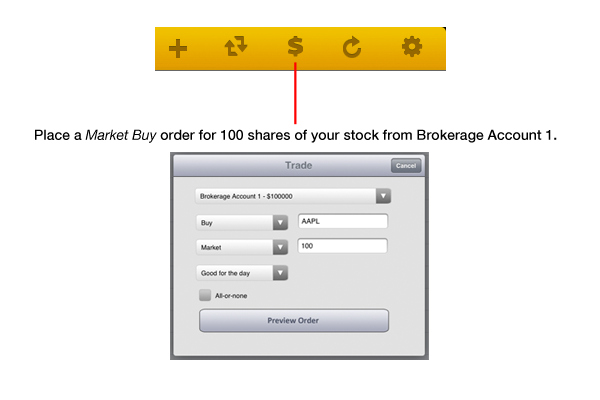 $
Place a Market Buy order for 100 shares of your stock from Brokerage Account 1.
Trade
Cancel
Brokerage Account 1 - $100000
Buy
AAPL
Market
100
Good for the day
All-or-none
Preview Order